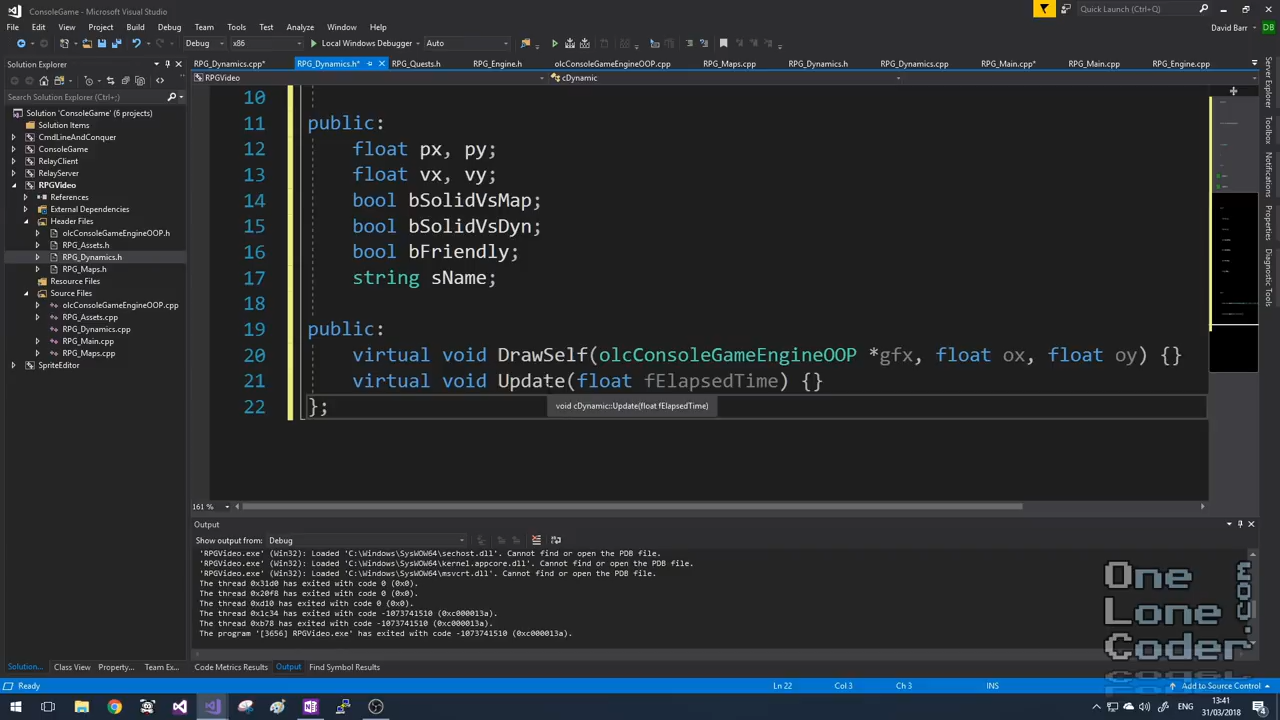 ConsoleGame - Microsoft Visual Studio
Quick Launch (Ctrl+;)
File Edit View Project Build Debug Team Tools Test Analyze Window Help
David Barr
DB
Debug x86 Local Windows Debugger Auto
Solution Explorer
RPG_Dynamics.cpp* RPG_Dynamics.h* RPG_Quests.h RPG_Engine.h olcConsoleGameEngineOOP.cpp RPG_Maps.cpp RPG_Dynamics.h RPG_Dynamics.cpp RPG_Main.cpp* RPG_Main.cpp RPG_Engine.cpp
RPGVideo cDynamic
Search Solution Explorer (Ctrl+;)
Solution 'ConsoleGame' (6 projects)
Solution Items
CmdLineAndConquer
ConsoleGame
RelayClient
RelayServer
RPGVideo
References
External Dependencies
Header Files
olcConsoleGameEngineOOP.h
RPG_Assets.h
RPG_Dynamics.h
RPG_Maps.h
Resource Files
Source Files
olcConsoleGameEngineOOP.cpp
RPG_Assets.cpp
RPG_Dynamics.cpp
RPG_Main.cpp
RPG_Maps.cpp
SpriteEditor
10
11 public:
12 float px, py;
13 float vx, vy;
14 bool bSolidVsMap;
15 bool bSolidVsDyn;
16 bool bFriendly;
17 string sName;
18
19 public:
20 virtual void DrawSelf(olcConsoleGameEngineOOP *gfx, float ox, float oy) {}
21 virtual void Update(float fElapsedTime) {}
22 };
void cDynamic::Update(float fElapsedTime)
Server Explorer
Toolbox
Notifications
Properties
Diagnostic Tools
161 %
Output
Show output from: Debug
'RPGVideo.exe' (Win32): Loaded 'C:\Windows\SysWOW64\sechost.dll'. Cannot find or open the PDB file.
'RPGVideo.exe' (Win32): Loaded 'C:\Windows\SysWOW64\kernel.appcore.dll'. Cannot find or open the PDB file.
'RPGVideo.exe' (Win32): Loaded 'C:\Windows\SysWOW64\msvcrt.dll'. Cannot find or open the PDB file.
The thread 0x31d0 has exited with code 0 (0x0).
The thread 0x20f8 has exited with code 0 (0x0).
The thread 0xd10 has exited with code 0 (0x0).
The thread 0x1c34 has exited with code -1073741510 (0xc000013a).
The thread 0xb78 has exited with code -1073741510 (0xc000013a).
The program '[3656] RPGVideo.exe' has exited with code -1073741510 (0xc000013a).
One
Lone
Coder
.com
Solution... Class View Property... Team Ex... Code Metrics Results Output Find Symbol Results
Ready Ln 22 Col 3 Ch 3 INS Add to Source Control
ENG 13:41
31/03/2018
4